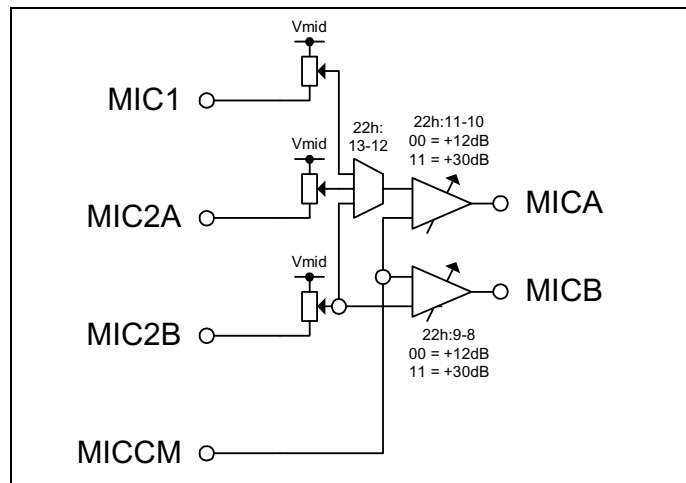 Vmid
MIC1
22h:
13-12
22h:11-10
00 = +12dB
11 = +30dB
Vmid
MIC2A
MICA
Vmid
MICB
MIC2B
22h:9-8
00 = +12dB
11 = +30dB
MICCM